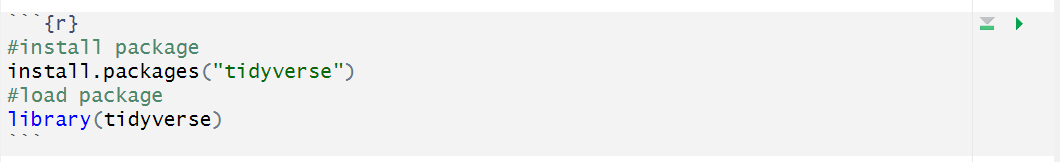 ```{r}
#install package
install.packages("tidyverse")
#load package
library(tidyverse)
```